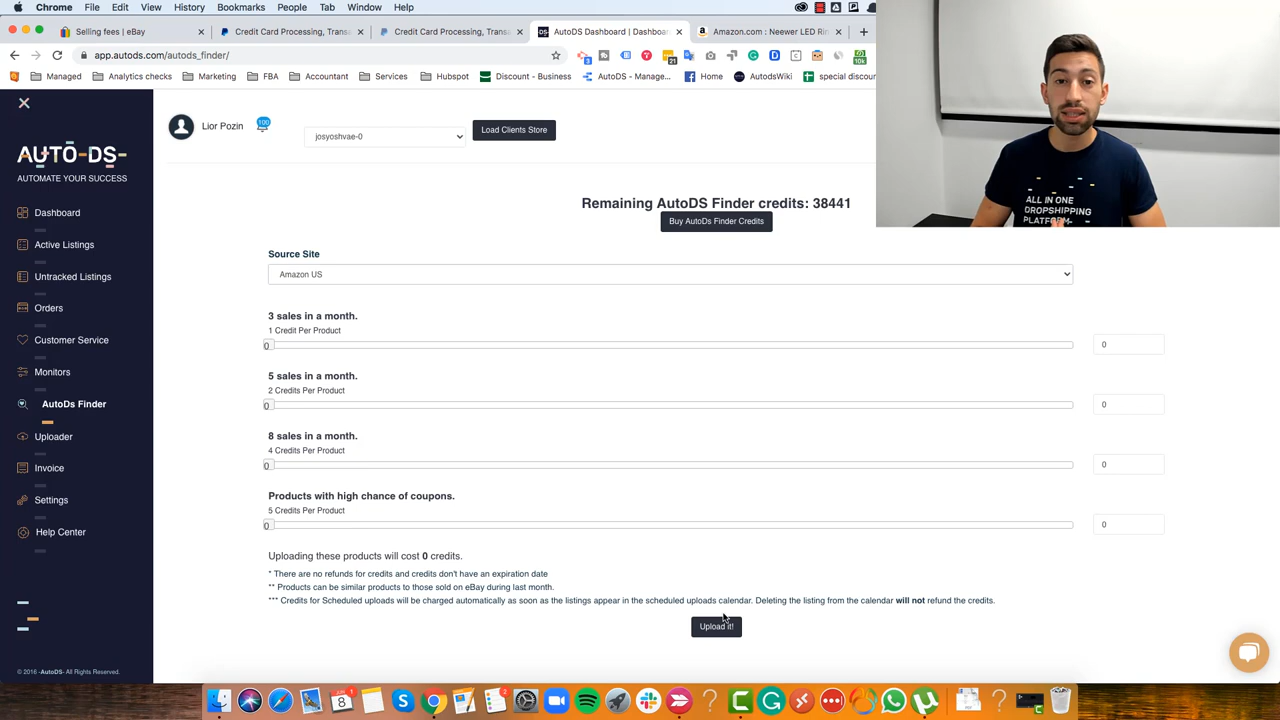 Chrome File Edit View History Bookmarks People Tab Window Help
Selling fees | eBay
Credit Card Processing, Transa
Credit Card Processing, Transa
AutoDS Dashboard | Dashboar
Amazon.com : Neewer LED Rin
app.autods.com/autods_finder/
Managed Analytics checks Marketing FBA Accountant Services Hubspot Discount - Business AutoDS - Manage... Home AutodsWiki special discou
AUTO-DS-
AUTOMATE YOUR SUCCESS
Dashboard
Active Listings
Untracked Listings
Orders
Customer Service
Monitors
AutoDs Finder
Uploader
Invoice
Settings
Help Center
© 2016 -AutoDS- All Rights Reserved.
Lior Pozin
100
josyoshvae-0
Load Clients Store
Remaining AutoDS Finder credits: 38441
Buy AutoDs Finder Credits
Source Site
Amazon US
3 sales in a month.
1 Credit Per Product
0 0
5 sales in a month.
2 Credits Per Product
0 0
8 sales in a month.
4 Credits Per Product
0 0
Products with high chance of coupons.
5 Credits Per Product
0 0
Uploading these products will cost 0 credits.
* There are no refunds for credits and credits don't have an expiration date
** Products can be similar products to those sold on eBay during last month.
*** Credits for Scheduled uploads will be charged automatically as soon as the listings appear in the scheduled uploads calendar. Deleting the listing from the calendar will not refund the credits.
Upload it!
ALL IN ONE
DROPSHIPPING
PLATFORM